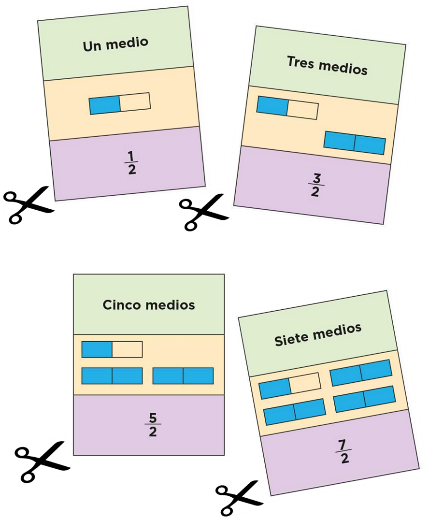 Un medio
1/2
Tres medios
3/2
Cinco medios
5/2
Siete medios
7/2